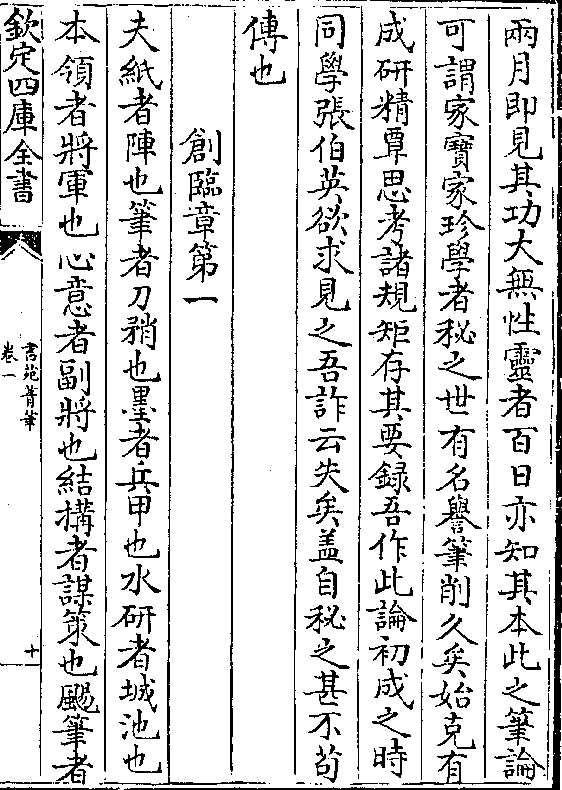 兩月即見其功大無性靈者百日亦知其本此之筆論
可謂家寶家珍學者秘之世有名譽筆削久矣始克有
成研精覃思考諸規矩存其要録吾作此論初成之時
同學張伯英欲求見之吾詐云失矣盖自秘之甚不苟
傳也
創臨章第一
夫紙者陣也筆者刀矟也墨者兵甲也水研者城池也
本領者將軍也心意者副將也結構者謀策也颺筆者
欽定四庫全書
書苑菁華
卷一
十